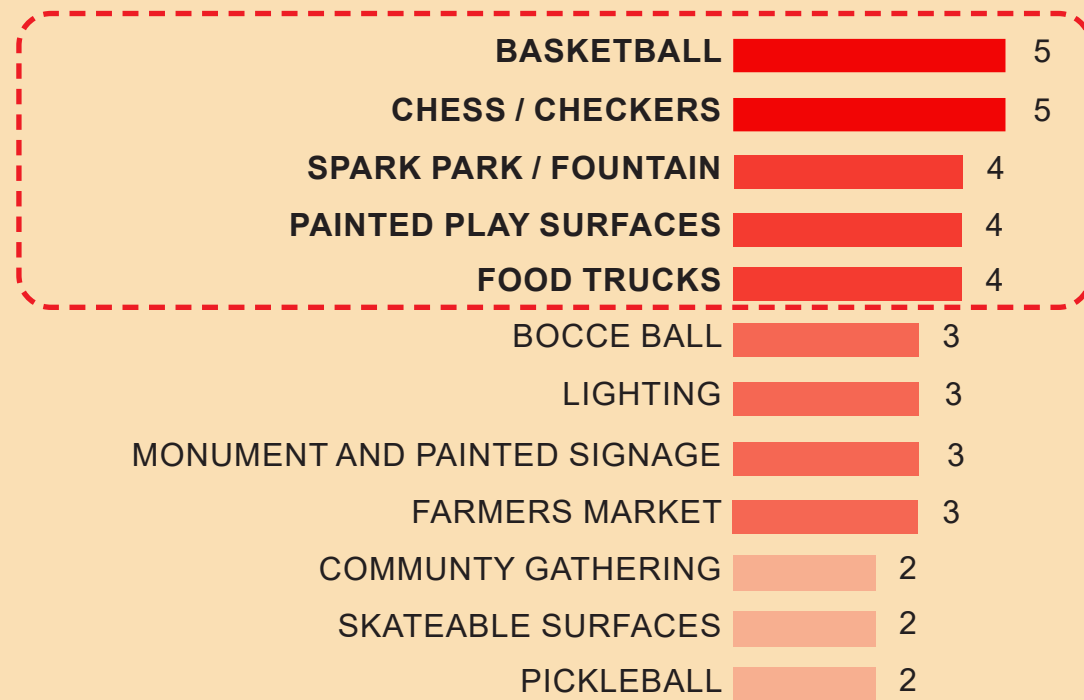 BASKETBALL 5
CHESS / CHECKERS 5
SPARK PARK / FOUNTAIN 4
PAINTED PLAY SURFACES 4
FOOD TRUCKS 4
BOCCE BALL 3
LIGHTING 3
MONUMENT AND PAINTED SIGNAGE 3
FARMERS MARKET 3
COMMUNTY GATHERING 2
SKATEABLE SURFACES 2
PICKLEBALL 2